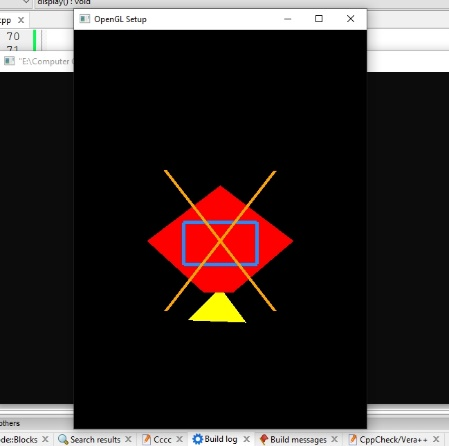 display() : void
cpp
70
71
OpenGL Setup
"E:\Computer
others
de::Blocks
Search results
Cccc
Build log
Build messages
CppCheck/Vera++